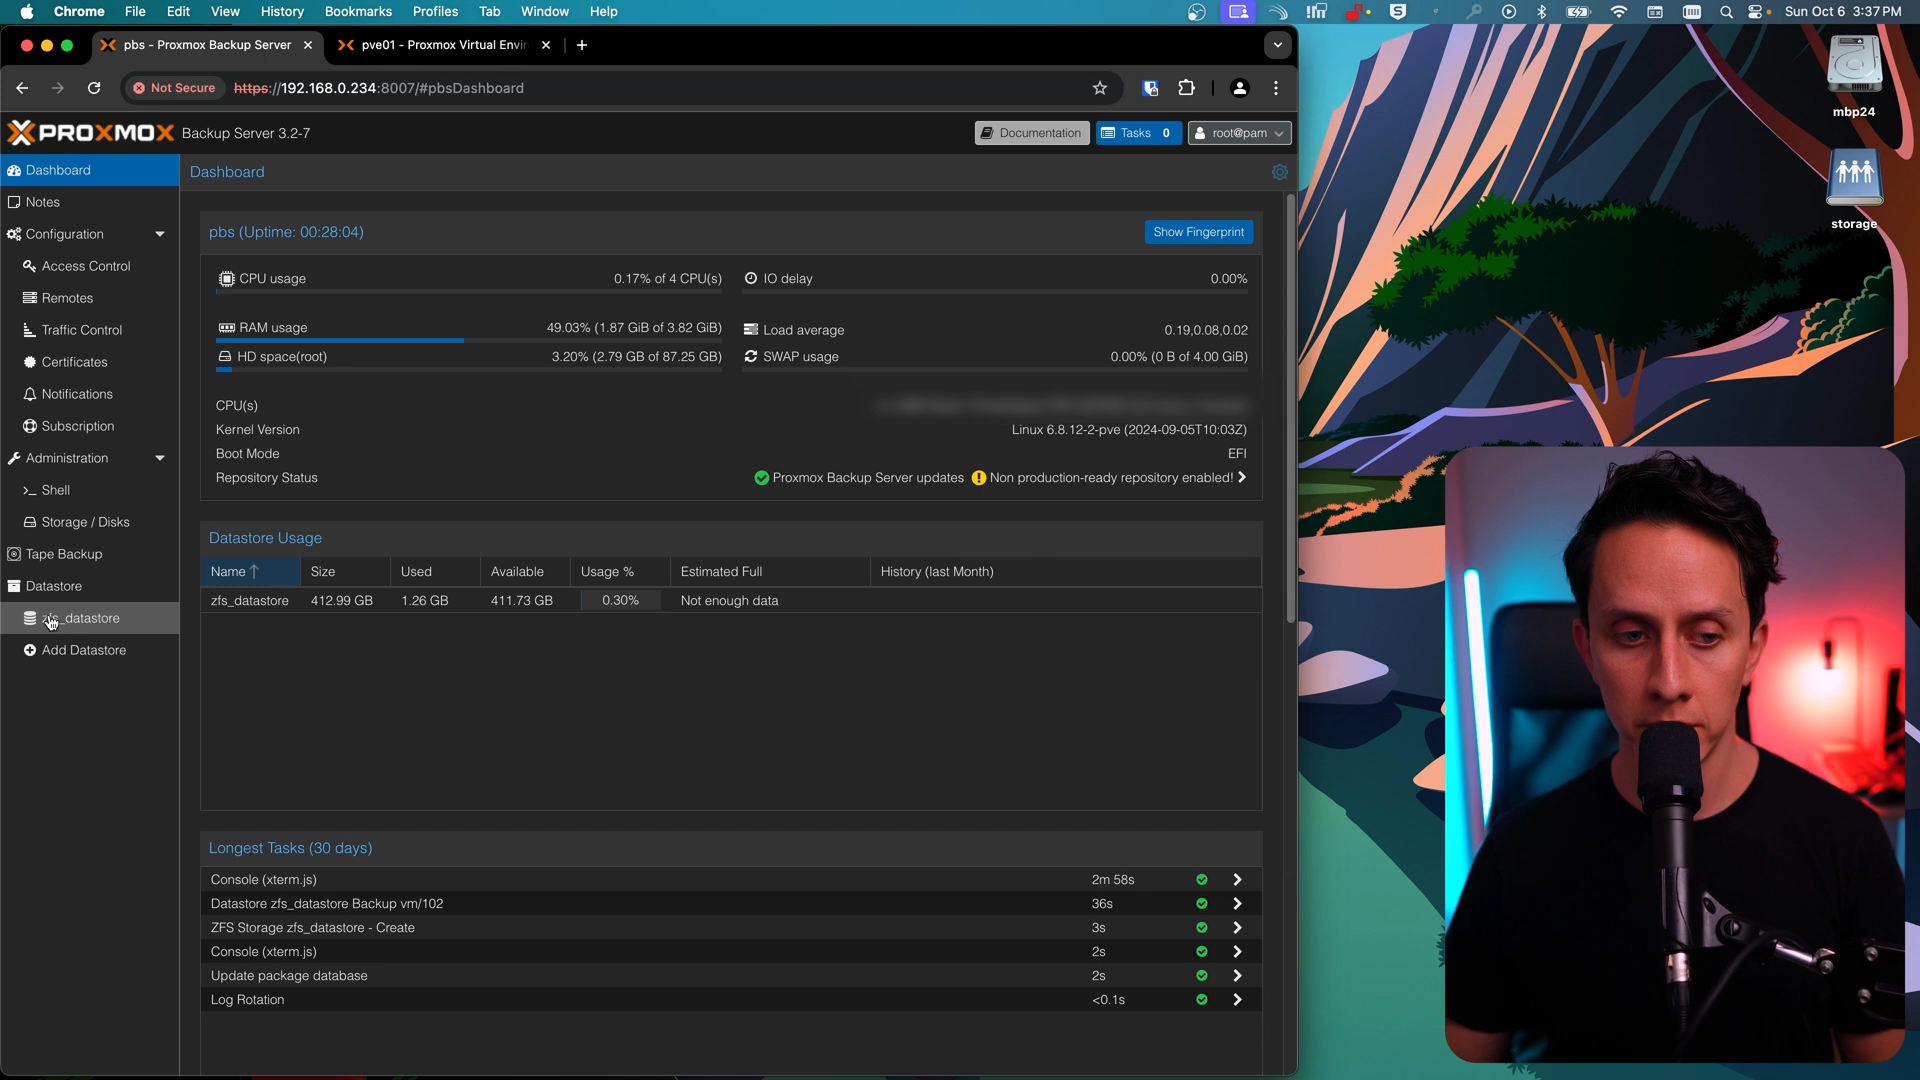 Chrome File Edit View History Bookmarks Profiles Tab Window Help Sun Oct 6 3:37 PM
pbs - Proxmox Backup Server pve01 - Proxmox Virtual Envi
Not Secure https://192.168.0.234:8007/#pbsDashboard
PROXMOX Backup Server 3.2-7 Documentation Tasks 0 root@pam
mbp24
storage
Dashboard
Notes
Configuration
Access Control
Remotes
Traffic Control
Certificates
Notifications
Subscription
Administration
Shell
Storage / Disks
Tape Backup
Datastore
zfs_datastore
Add Datastore
Dashboard
pbs (Uptime: 00:28:04) Show Fingerprint
CPU usage 0.17% of 4 CPU(s) IO delay 0.00%
RAM usage 49.03% (1.87 GiB of 3.82 GiB) Load average 0.19,0.08,0.02
HD space(root) 3.20% (2.79 GB of 87.25 GB) SWAP usage 0.00% (0 B of 4.00 GiB)
CPU(s)
Kernel Version Linux 6.8.12-2-pve (2024-09-05T10:03Z)
Boot Mode EFI
Repository Status Proxmox Backup Server updates Non production-ready repository enabled!
Datastore Usage
Name Size Used Available Usage % Estimated Full History (last Month)
zfs_datastore 412.99 GB 1.26 GB 411.73 GB 0.30% Not enough data
Longest Tasks (30 days)
Console (xterm.js) 2m 58s
Datastore zfs_datastore Backup vm/102 36s
ZFS Storage zfs_datastore - Create 3s
Console (xterm.js) 2s
Update package database 2s
Log Rotation <0.1s